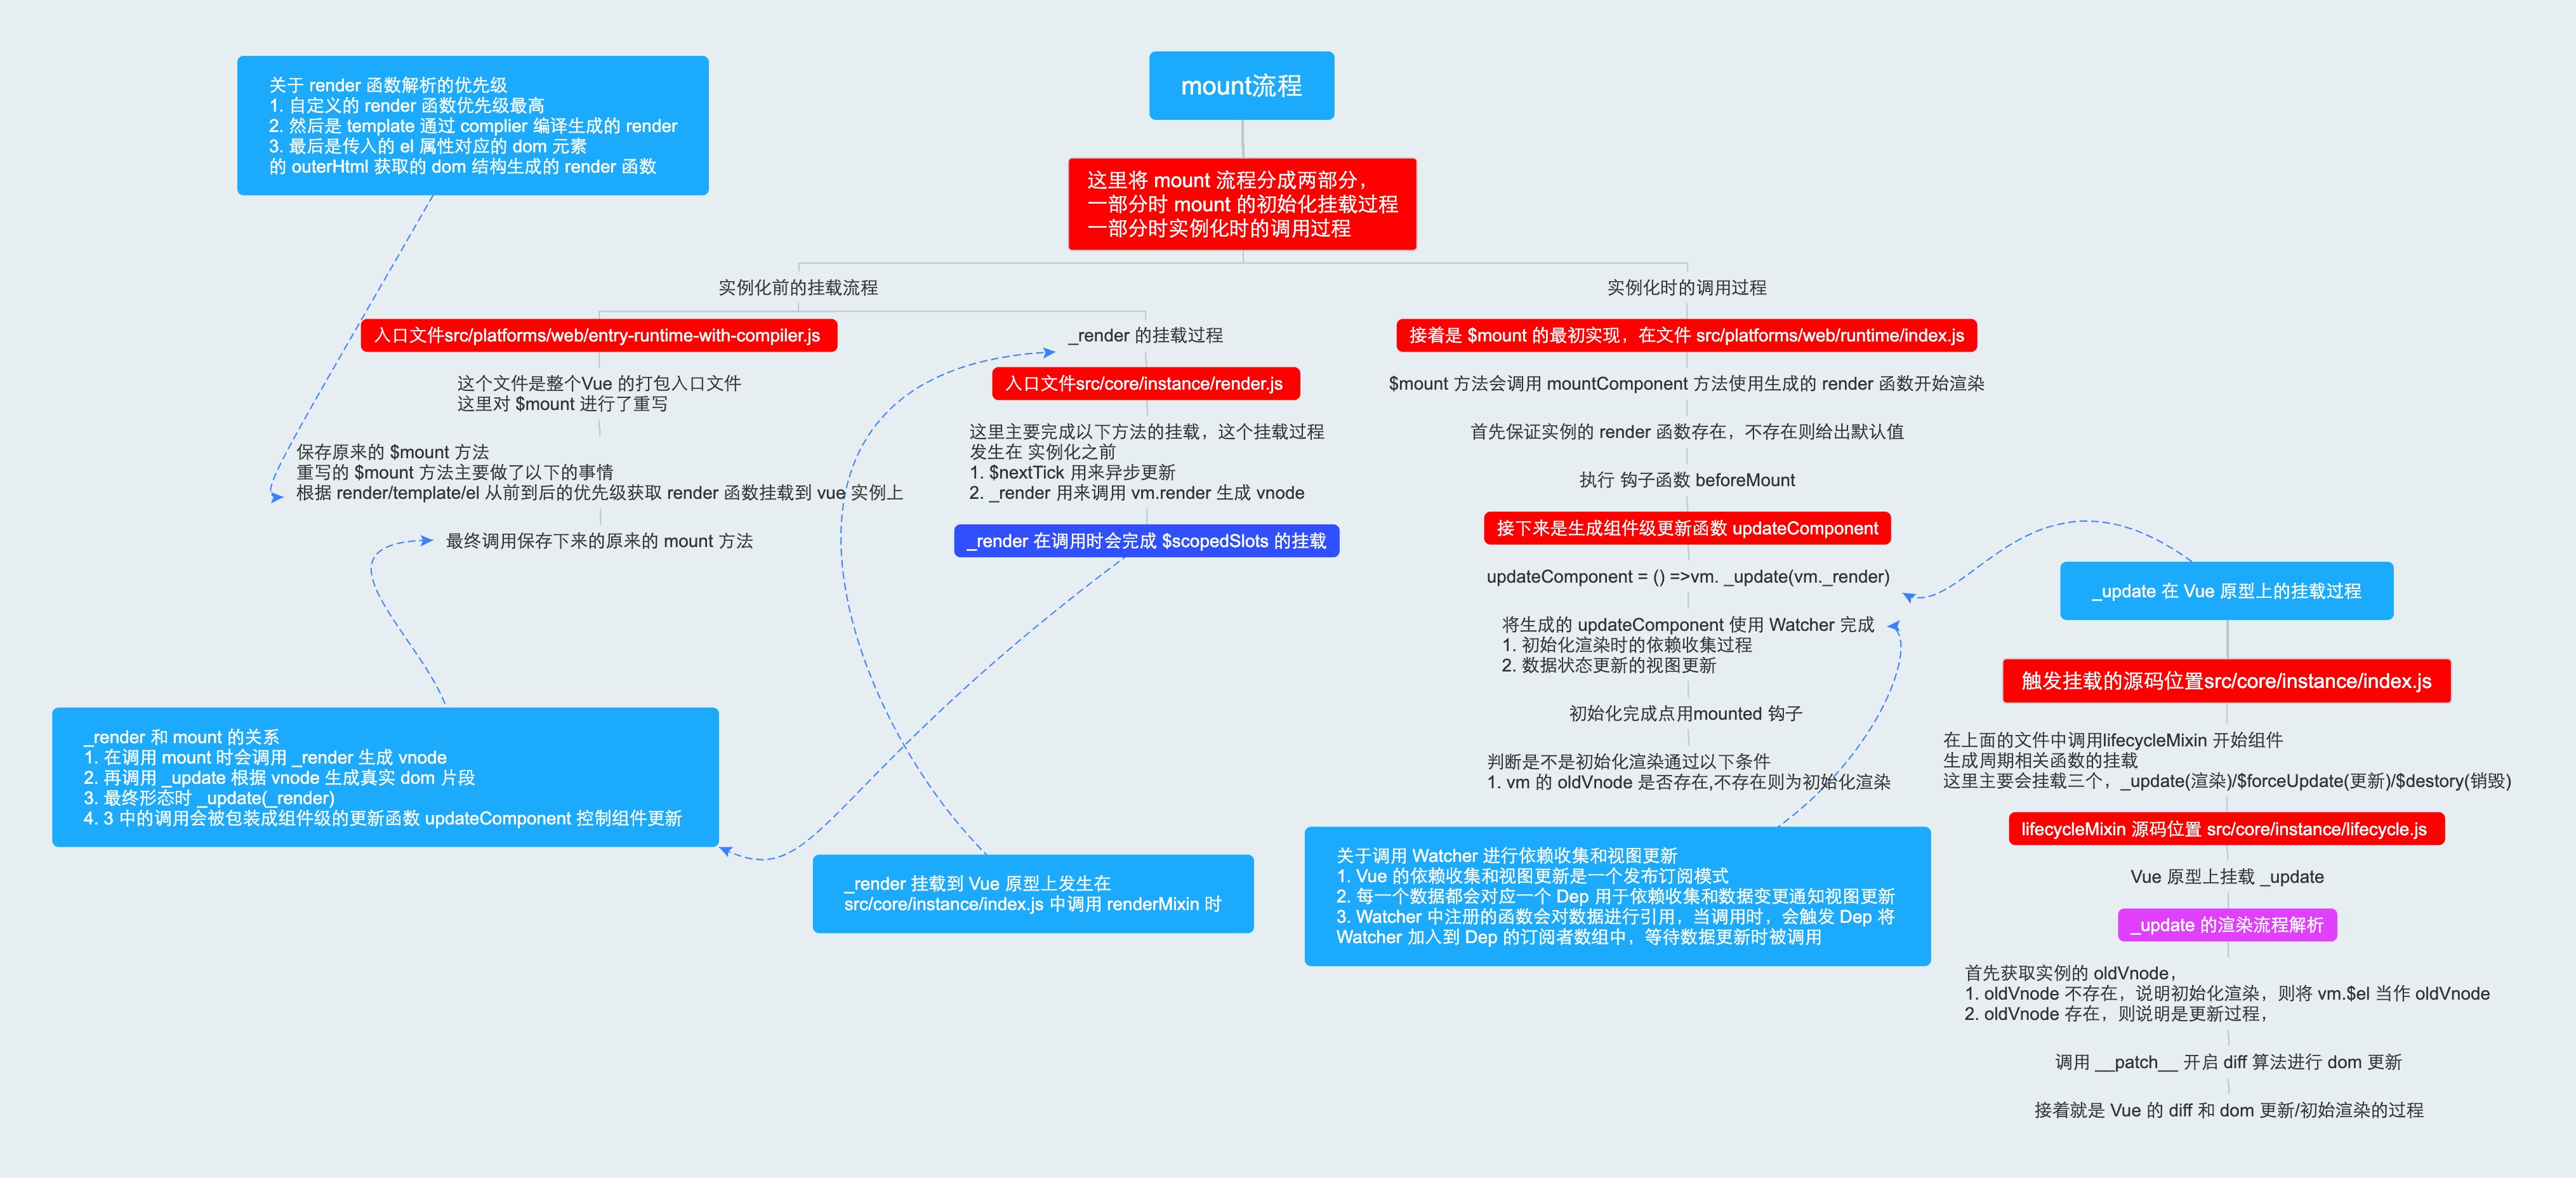 mount流程
这里将 mount 流程分成两部分，
一部分时 mount 的初始化挂载过程
一部分时实例化时的调用过程
关于 render 函数解析的优先级
1. 自定义的 render 函数优先级最高
2. 然后是 template 通过 complier 编译生成的 render
3. 最后是传入的 el 属性对应的 dom 元素
的 outerHtml 获取的 dom 结构生成的 render 函数
实例化前的挂载流程
入口文件src/platforms/web/entry-runtime-with-compiler.js
这个文件是整个Vue 的打包入口文件
这里对 $mount 进行了重写
保存原来的 $mount 方法
重写的 $mount 方法主要做了以下的事情
根据 render/template/el 从前到后的优先级获取 render 函数挂载到 vue 实例上
最终调用保存下来的原来的 mount 方法
_render 和 mount 的关系
1. 在调用 mount 时会调用 _render 生成 vnode
2. 再调用 _update 根据 vnode 生成真实 dom 片段
3. 最终形态时 _update(_render)
4. 3 中的调用会被包装成组件级的更新函数 updateComponent 控制组件更新
_render 的挂载过程
入口文件src/core/instance/render.js
这里主要完成以下方法的挂载，这个挂载过程
发生在 实例化之前
1. $nextTick 用来异步更新
2. _render 用来调用 vm.render 生成 vnode
_render 在调用时会完成 $scopedSlots 的挂载
_render 挂载到 Vue 原型上发生在
src/core/instance/index.js 中调用 renderMixin 时
实例化时的调用过程
接着是 $mount 的最初实现，在文件 src/platforms/web/runtime/index.js
$mount 方法会调用 mountComponent 方法使用生成的 render 函数开始渲染
首先保证实例的 render 函数存在，不存在则给出默认值
执行 钩子函数 beforeMount
接下来是生成组件级更新函数 updateComponent
updateComponent = () =>vm. _update(vm._render)
将生成的 updateComponent 使用 Watcher 完成
1. 初始化渲染时的依赖收集过程
2. 数据状态更新的视图更新
初始化完成点用mounted 钩子
判断是不是初始化渲染通过以下条件
1. vm 的 oldVnode 是否存在,不存在则为初始化渲染
关于调用 Watcher 进行依赖收集和视图更新
1. Vue 的依赖收集和视图更新是一个发布订阅模式
2. 每一个数据都会对应一个 Dep 用于依赖收集和数据变更通知视图更新
3. Watcher 中注册的函数会对数据进行引用，当调用时，会触发 Dep 将
Watcher 加入到 Dep 的订阅者数组中，等待数据更新时被调用
_update 在 Vue 原型上的挂载过程
触发挂载的源码位置src/core/instance/index.js
在上面的文件中调用lifecycleMixin 开始组件
生成周期相关函数的挂载
这里主要会挂载三个，_update(渲染)/$forceUpdate(更新)/$destory(销毁)
lifecycleMixin 源码位置 src/core/instance/lifecycle.js
Vue 原型上挂载 _update
_update 的渲染流程解析
首先获取实例的 oldVnode，
1. oldVnode 不存在，说明初始化渲染，则将 vm.$el 当作 oldVnode
2. oldVnode 存在，则说明是更新过程，
调用 __patch__ 开启 diff 算法进行 dom 更新
接着就是 Vue 的 diff 和 dom 更新/初始渲染的过程